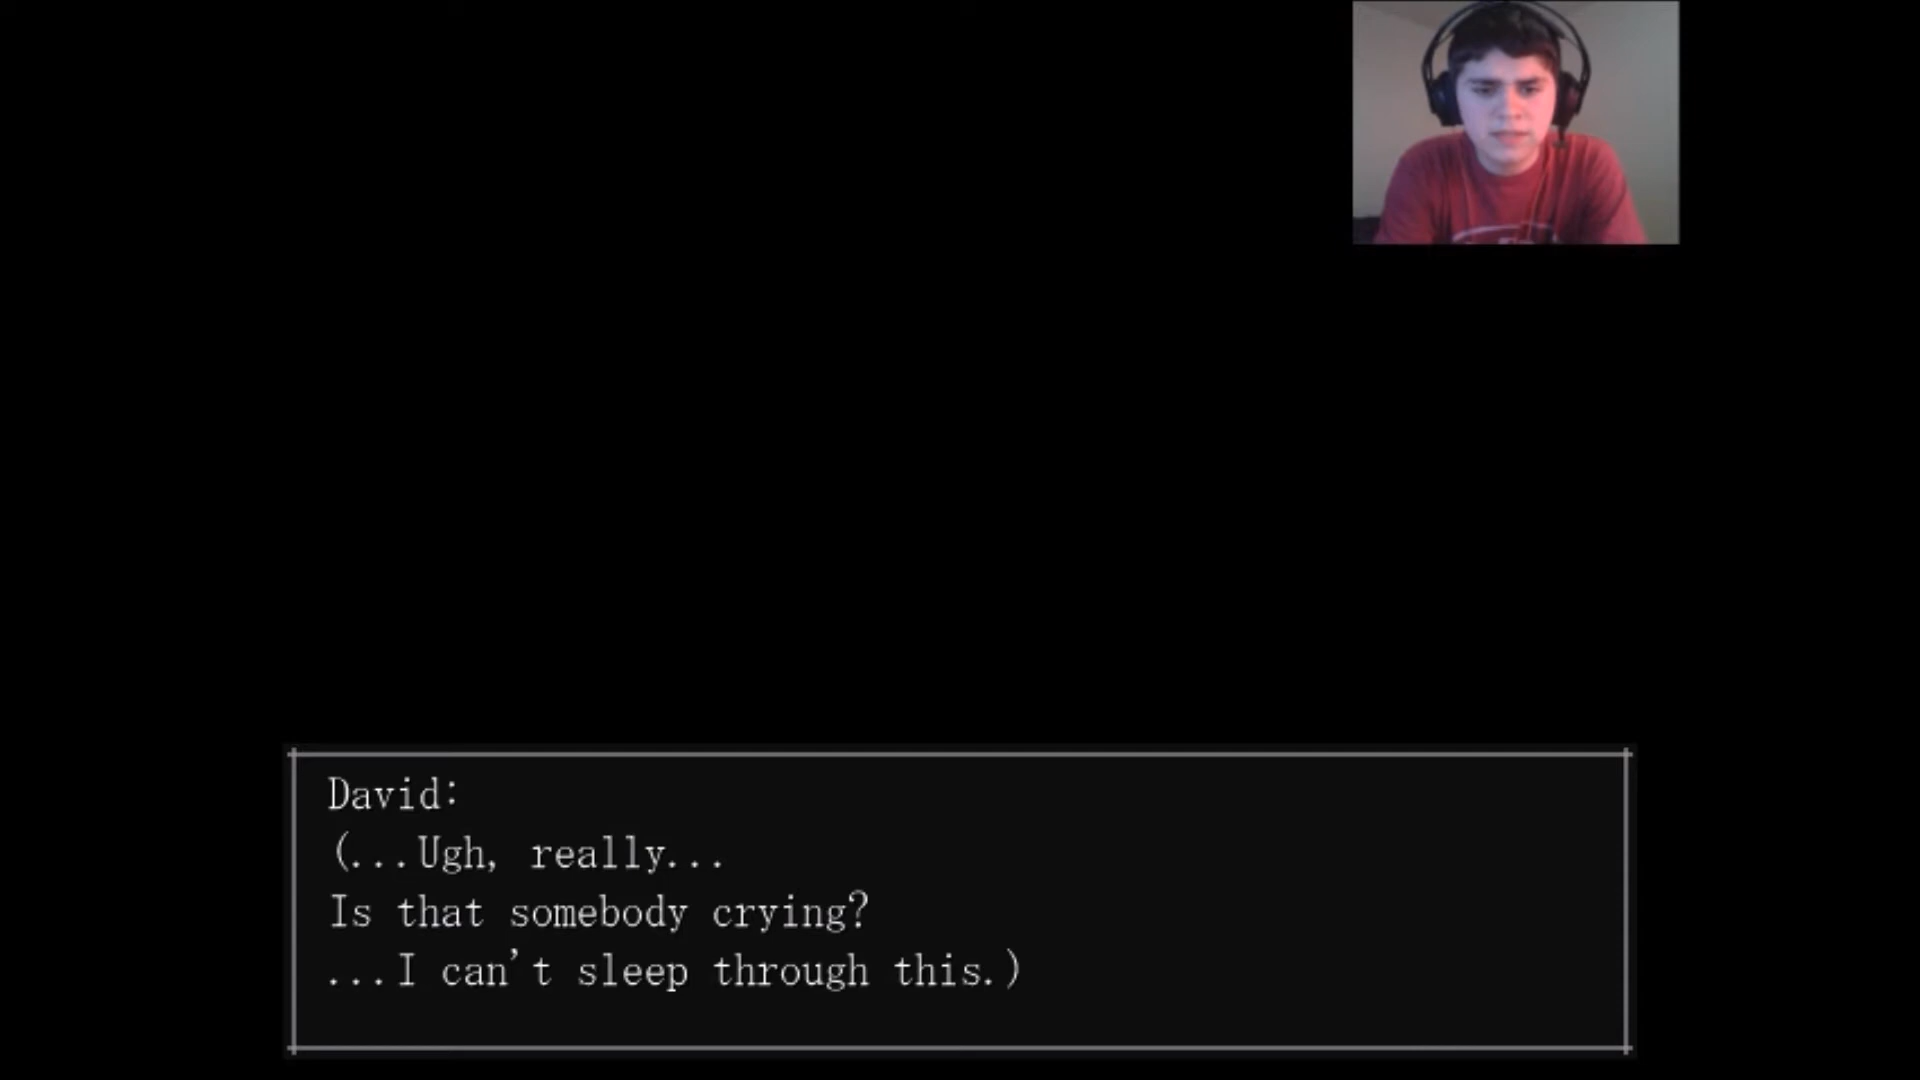 David:
(...Ugh, really...
Is that somebody crying?
...I can't sleep through this.)